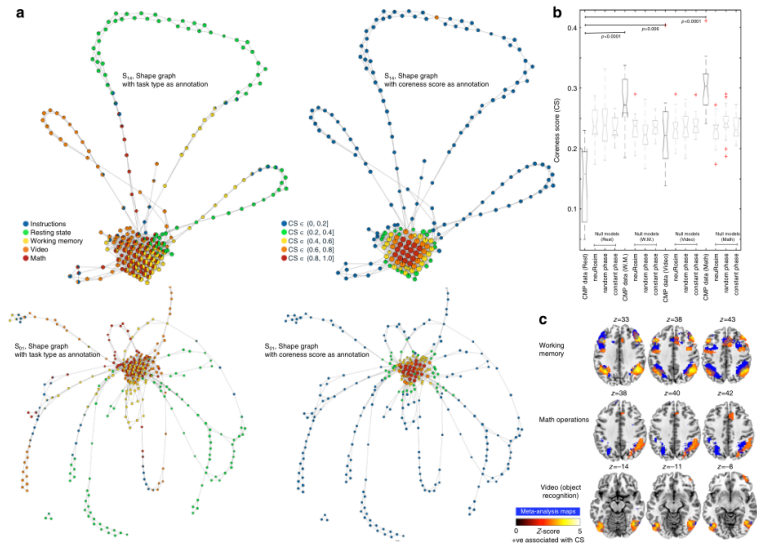 a
S₁₄, Shape graph
with task type as annotation
S₁₄, Shape graph
with coreness score as annotation
Instructions
Resting state
Working memory
Video
Math
CS ϵ (0, 0.2]
CS ϵ (0.2, 0.4]
CS ϵ (0.4, 0.6]
CS ϵ (0.6, 0.8]
CS ϵ (0.8, 1.0]
S₀₁, Shape graph
with task type as annotation
S₀₁, Shape graph
with coreness score as annotation
b
p<0.0001
p=0.006
p<0.0001
Coreness score (CS)
0.4
0.3
0.2
0.1
Null models
(Rest)
Null models
(W.M.)
Null models
(Video)
Null models
(Math)
CMP data (Rest)
neuRosim
random phase
constant phase
CMP data (W.M.)
neuRosim
random phase
constant phase
CMP data (Video)
neuRosim
random phase
constant phase
CMP data (Math)
neuRosim
random phase
constant phase
c
z=33
z=38
z=43
Working
memory
z=38
z=40
z=42
Math operations
z=−14
z=−11
z=−8
Video (object
recognition)
Meta-analysis maps
0 Z-score 5
+ve associated with CS